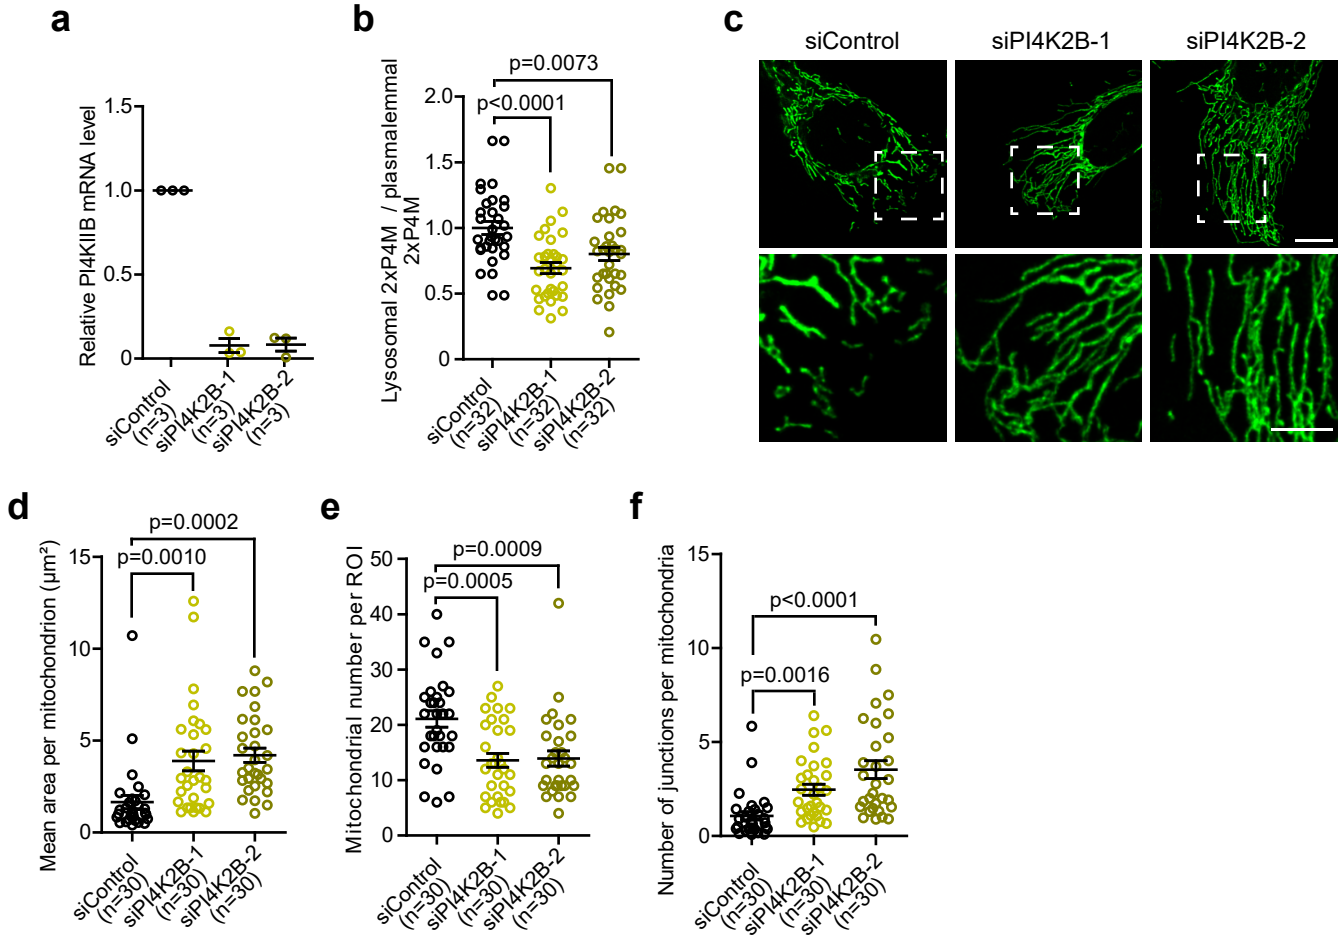 a
Relative PI4KIIB mRNA level
1.5
1.0
0.5
0
siControl
(n=3)
siPI4K2B-1
(n=3)
siPI4K2B-2
(n=3)
b
Lysosomal 2xP4M / plasmalemmal
2xP4M
p=0.0073
p<0.0001
2.0
1.5
1.0
0.5
0
siControl
(n=32)
siPI4K2B-1
(n=32)
siPI4K2B-2
(n=32)
c
siControl
siPI4K2B-1
siPI4K2B-2
d
Mean area per mitochondrion (µm²)
p=0.0002
p=0.0010
15
10
5
0
siControl
(n=30)
siPI4K2B-1
(n=30)
siPI4K2B-2
(n=30)
e
Mitochondrial number per ROI
p=0.0009
p=0.0005
50
40
30
20
10
0
siControl
(n=30)
siPI4K2B-1
(n=30)
siPI4K2B-2
(n=30)
f
Number of junctions per mitochondria
p<0.0001
p=0.0016
15
10
5
0
siControl
(n=30)
siPI4K2B-1
(n=30)
siPI4K2B-2
(n=30)